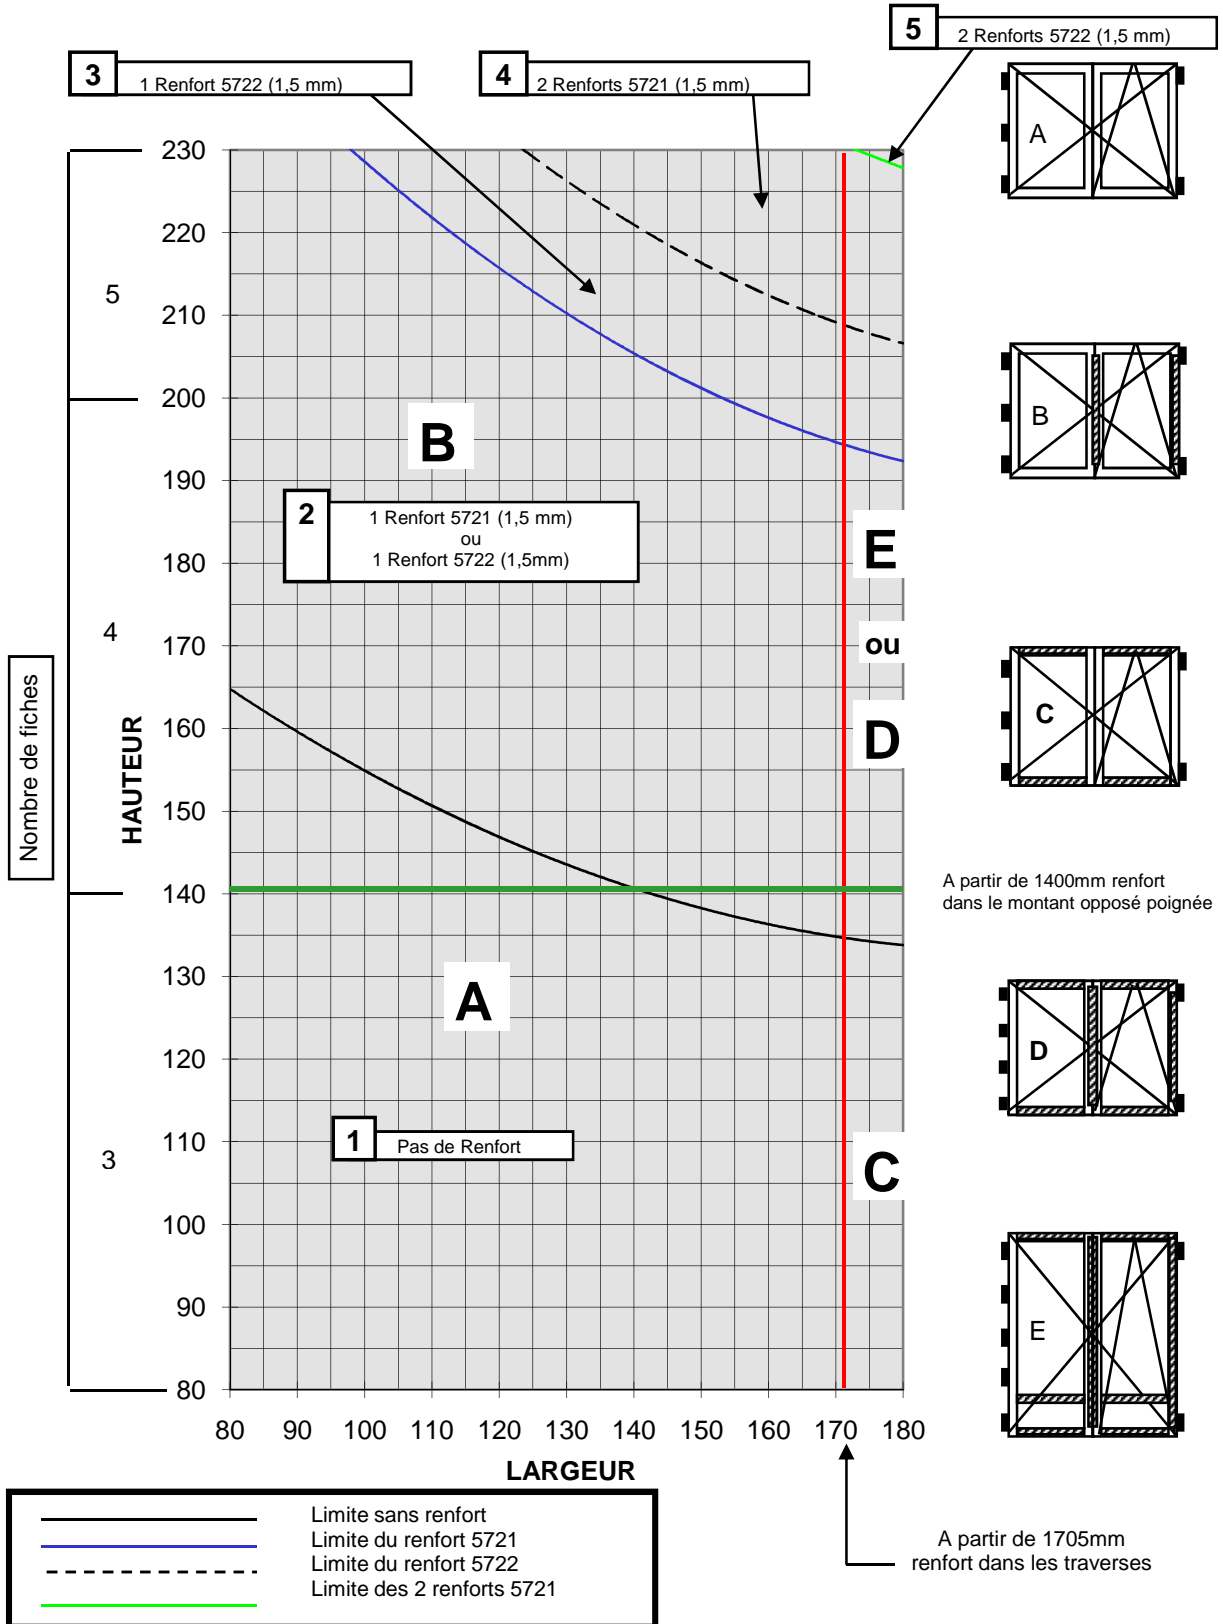 5
2 Renforts 5722 (1,5 mm)
3
1 Renfort 5722 (1,5 mm)
4
2 Renforts 5721 (1,5 mm)
A
230
220
5
210
200
B
B
190
2
1 Renfort 5721 (1,5 mm)
ou
1 Renfort 5722 (1,5mm)
180
E
4
170
ou
Nombre de fiches
HAUTEUR
160
D
C
150
140
A partir de 1400mm renfort
dans le montant opposé poignée
130
A
120
D
110
1
Pas de Renfort
3
C
100
90
E
80
80 90 100 110 120 130 140 150 160 170 180
LARGEUR
Limite sans renfort
Limite du renfort 5721
Limite du renfort 5722
Limite des 2 renforts 5721
A partir de 1705mm
renfort dans les traverses